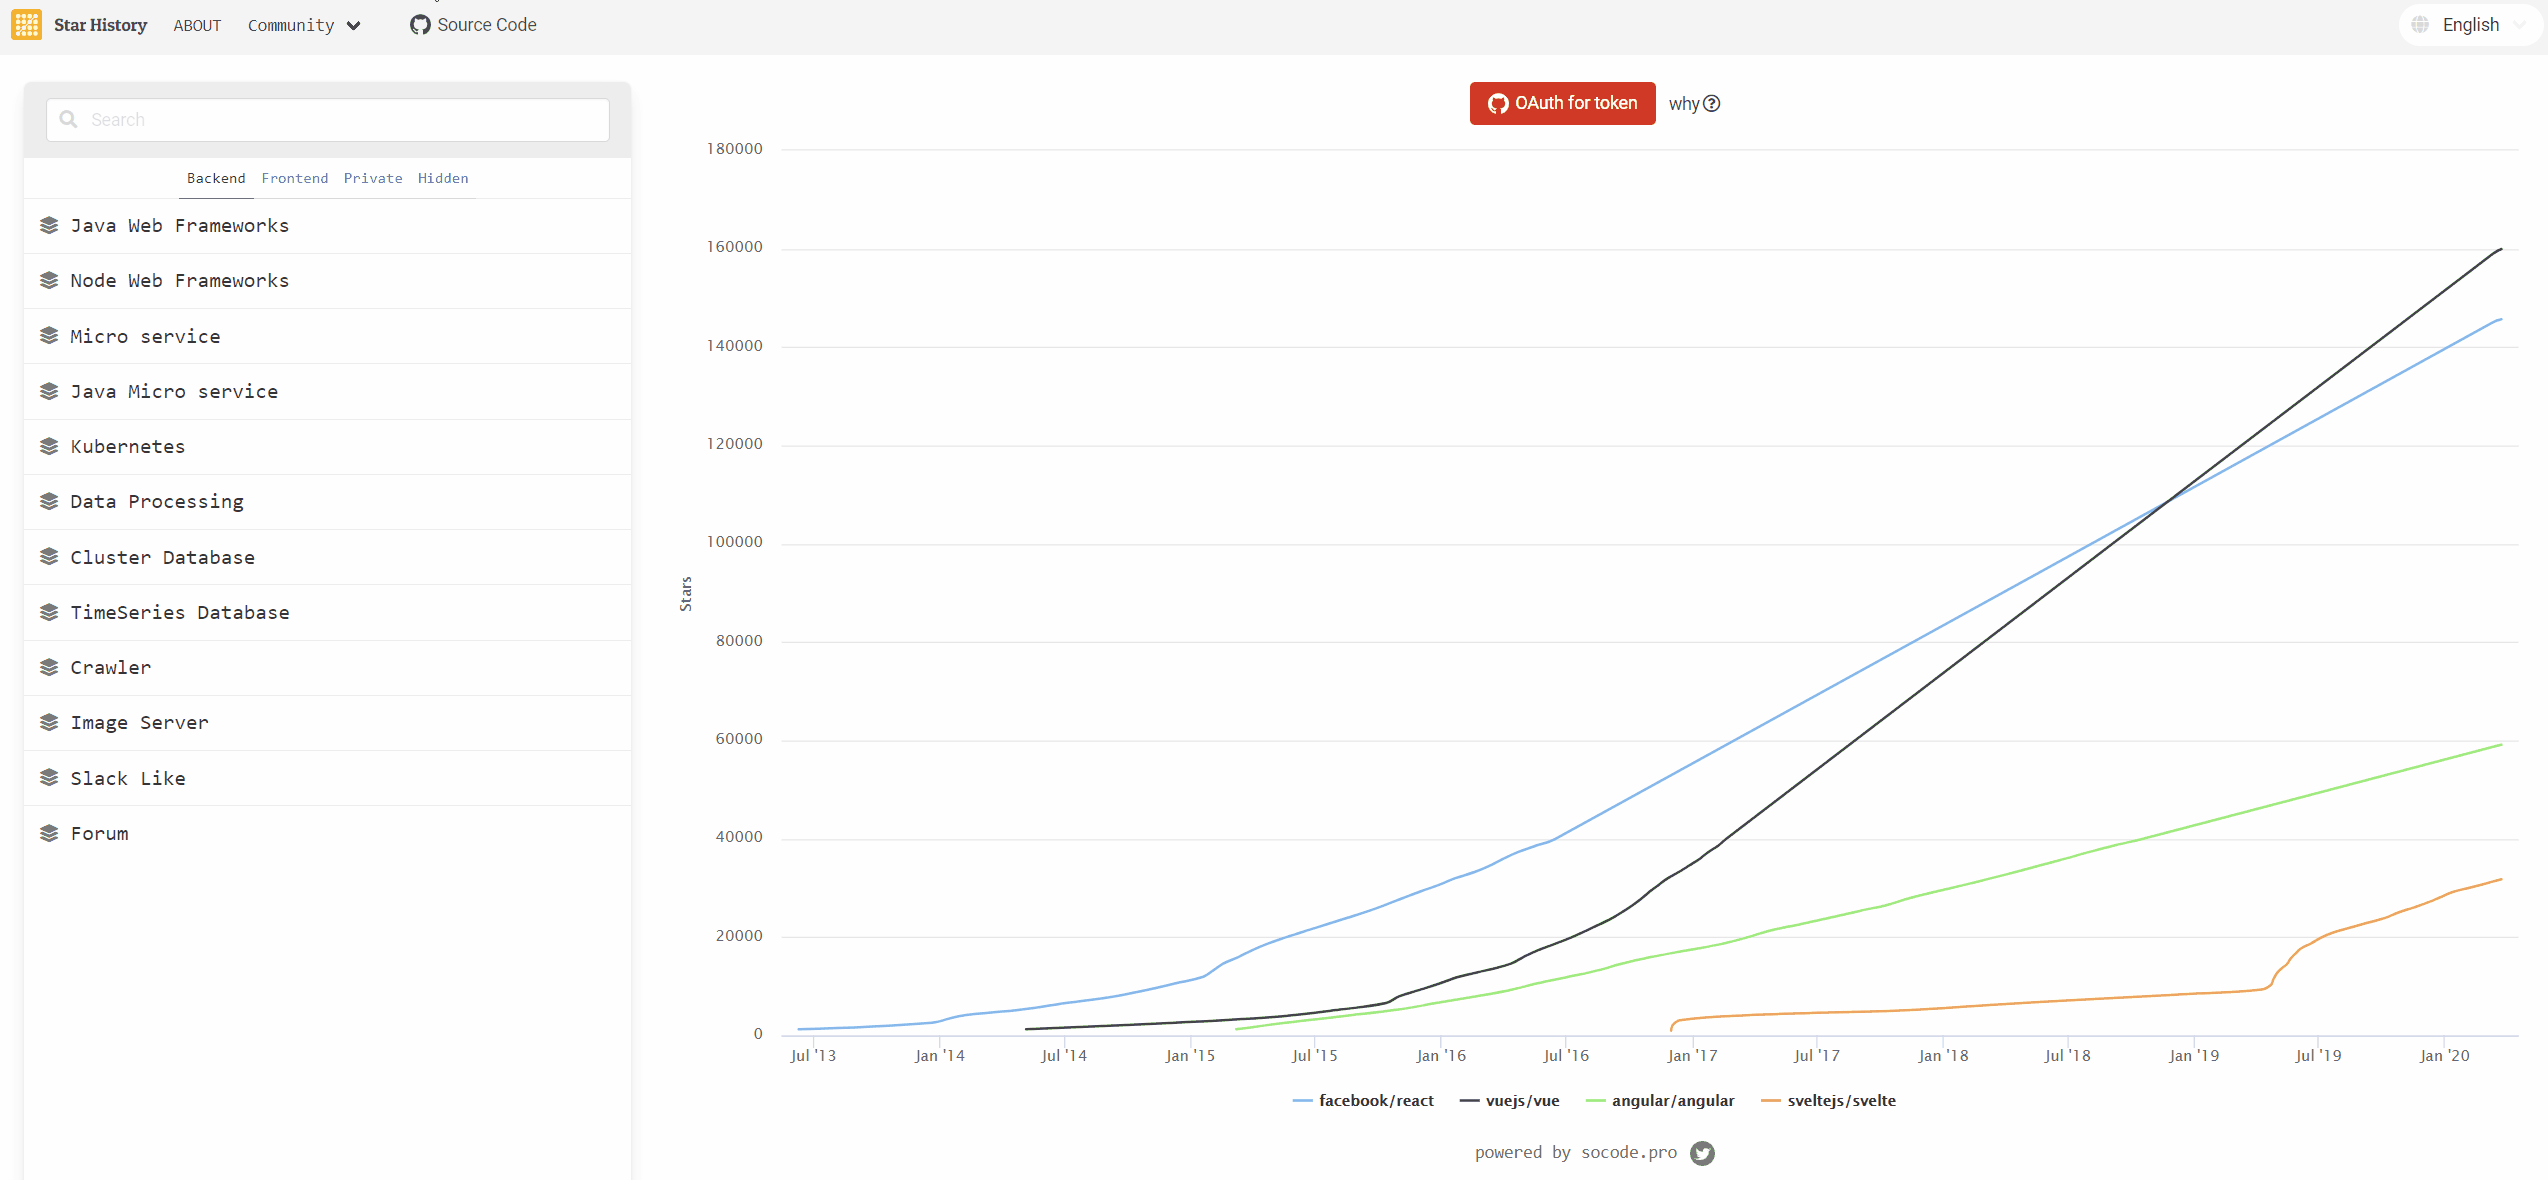 Star History ABOUT Community Source Code English
Search
Backend Frontend Private Hidden
Java Web Frameworks
Node Web Frameworks
Micro service
Java Micro service
Kubernetes
Data Processing
Cluster Database
TimeSeries Database
Crawler
Image Server
Slack Like
Forum
OAuth for token why
180000
160000
140000
120000
100000
80000
60000
40000
20000
0
Stars
Jul '13 Jan '14 Jul '14 Jan '15 Jul '15 Jan '16 Jul '16 Jan '17 Jul '17 Jan '18 Jul '18 Jan '19 Jul '19 Jan '20
facebook/react vuejs/vue angular/angular sveltejs/svelte
powered by socode.pro